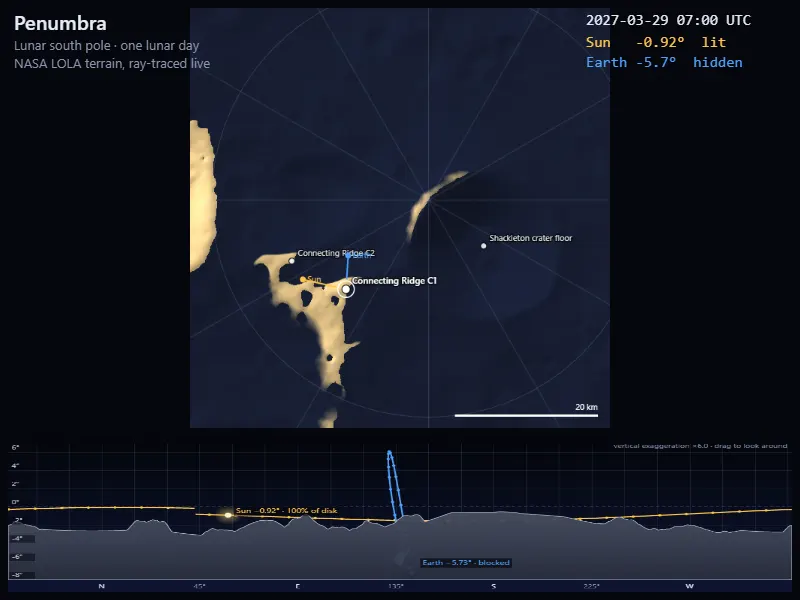 Penumbra
Lunar south pole · one lunar day
NASA LOLA terrain, ray-traced live
2027-03-29 07:00 UTC
Sun -0.92° lit
Earth -5.7° hidden
Shackleton crater floor
Connecting Ridge C2
Earth
Sun
Connecting Ridge C1
20 km
vertical exaggeration ×6.0 · drag to look around
6°
4°
2°
0°
-2°
-4°
-6°
-8°
Sun −0.92° · 100% of disk
Earth −5.73° · blocked
N 45° E 135° S 225° W